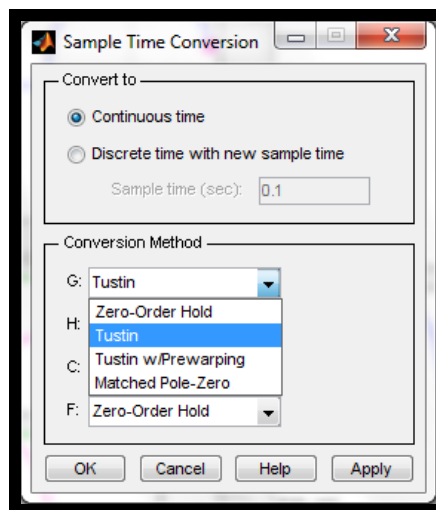 Sample Time Conversion
Convert to
Continuous time
Discrete time with new sample time
Sample time (sec): 0.1
Conversion Method
G: Tustin
Zero-Order Hold
H:
Tustin
Tustin w/Prewarping
C:
Matched Pole-Zero
F: Zero-Order Hold
OK Cancel Help Apply